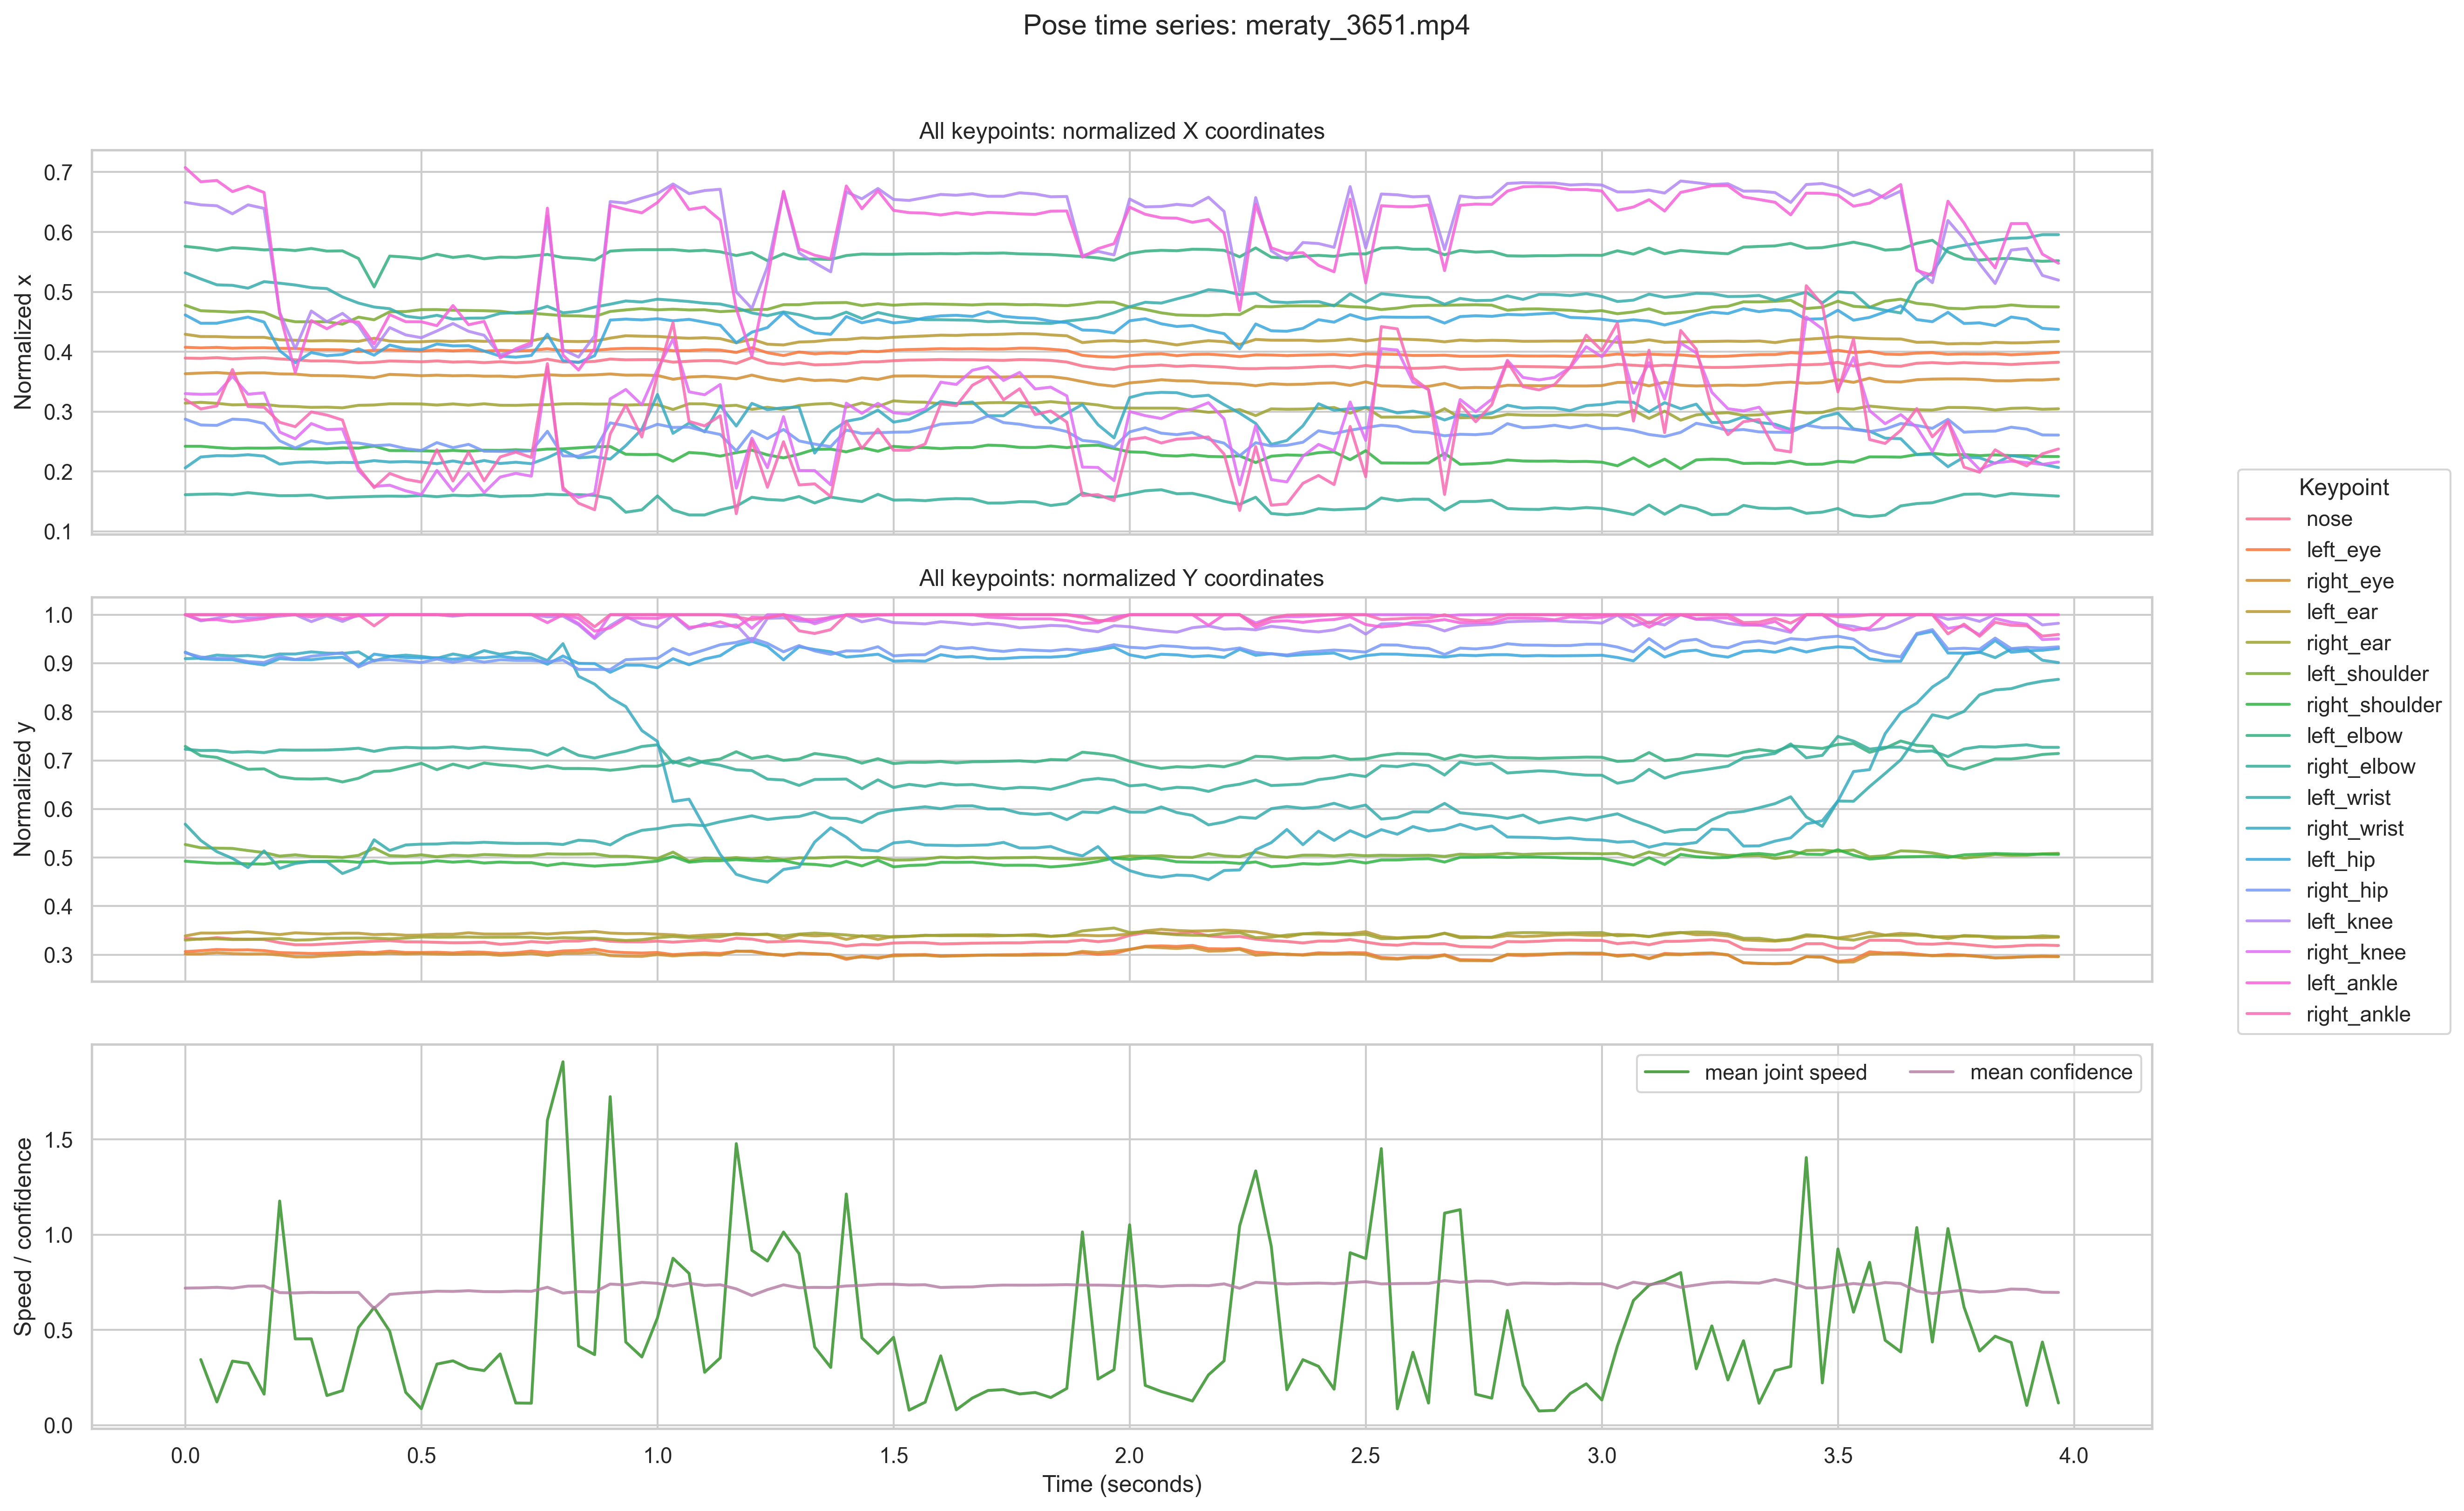 Pose time series: meraty_3651.mp4
All keypoints: normalized X coordinates
Normalized x
0.7
0.6
0.5
0.4
0.3
0.2
0.1
All keypoints: normalized Y coordinates
Normalized y
1.0
0.9
0.8
0.7
0.6
0.5
0.4
0.3
Keypoint
nose
left_eye
right_eye
left_ear
right_ear
left_shoulder
right_shoulder
left_elbow
right_elbow
left_wrist
right_wrist
left_hip
right_hip
left_knee
right_knee
left_ankle
right_ankle
mean joint speed mean confidence
Speed / confidence
1.5
1.0
0.5
0.0
0.0 0.5 1.0 1.5 2.0 2.5 3.0 3.5 4.0
Time (seconds)